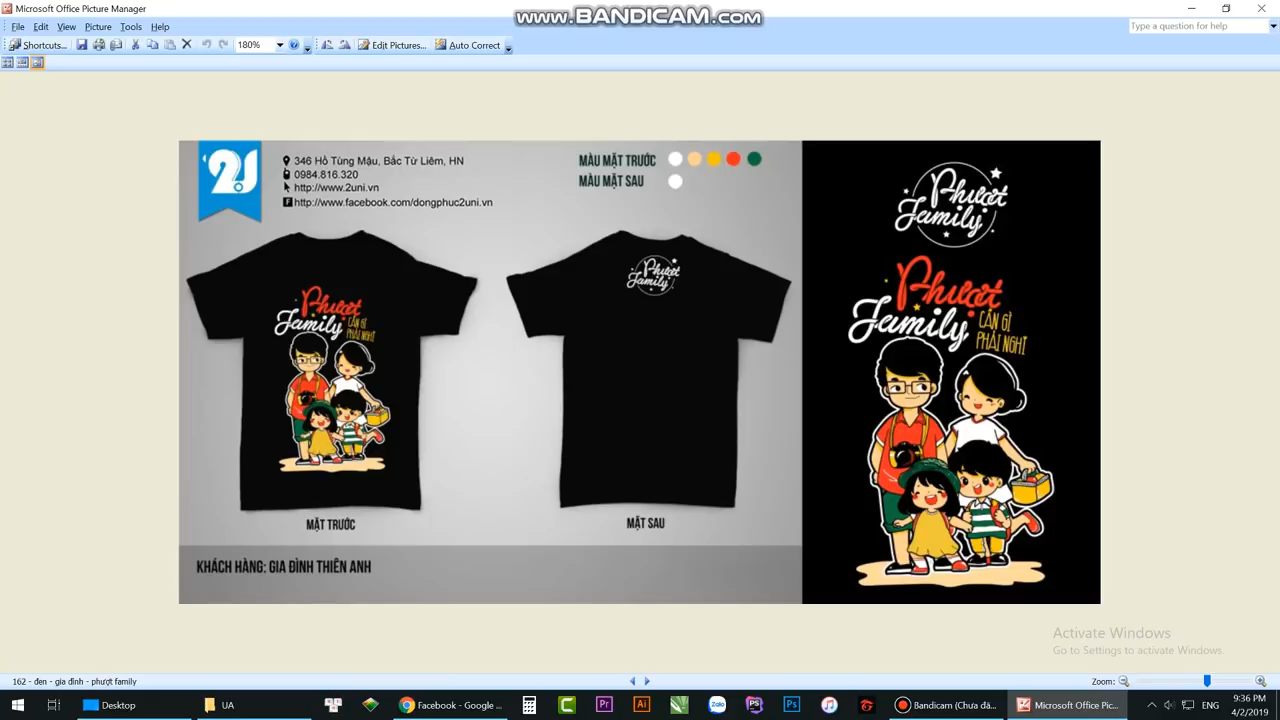 Microsoft Office Picture Manager
www.BANDICAM.com
File Edit View Picture Tools Help
Type a question for help
Shortcuts...
180%
Edit Pictures...
Auto Correct
2U
346 Hồ Tùng Mậu, Bắc Từ Liêm, HN
0984.816.320
http://www.2uni.vn
http://www.facebook.com/dongphuc2uni.vn
MÀU MẶT TRƯỚC
MÀU MẶT SAU
Phượt
Family
CẦN GÌ
PHẢI NGHĨ
MẶT TRƯỚC
Phượt
Family
MẶT SAU
KHÁCH HÀNG: GIA ĐÌNH THIÊN ANH
Phượt
Family
Phượt
Family
CẦN GÌ
PHẢI NGHĨ
Activate Windows
Go to Settings to activate Windows.
162 - đen - gia đình - phượt family
Zoom:
Desktop
UA
Facebook - Google ...
Zalo
Bandicam (Chưa đă...
Microsoft Office Pic...
ENG
9:36 PM
4/2/2019